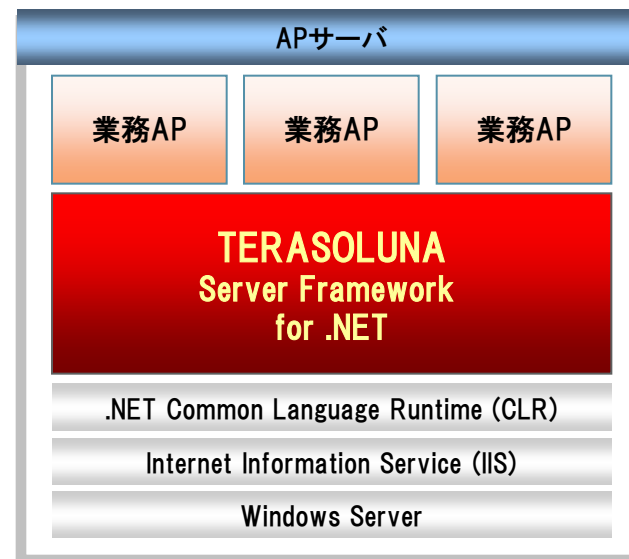 APサーバ
業務AP 業務AP 業務AP
TERASOLUNA
Server Framework
for .NET
.NET Common Language Runtime (CLR)
Internet Information Service (IIS)
Windows Server